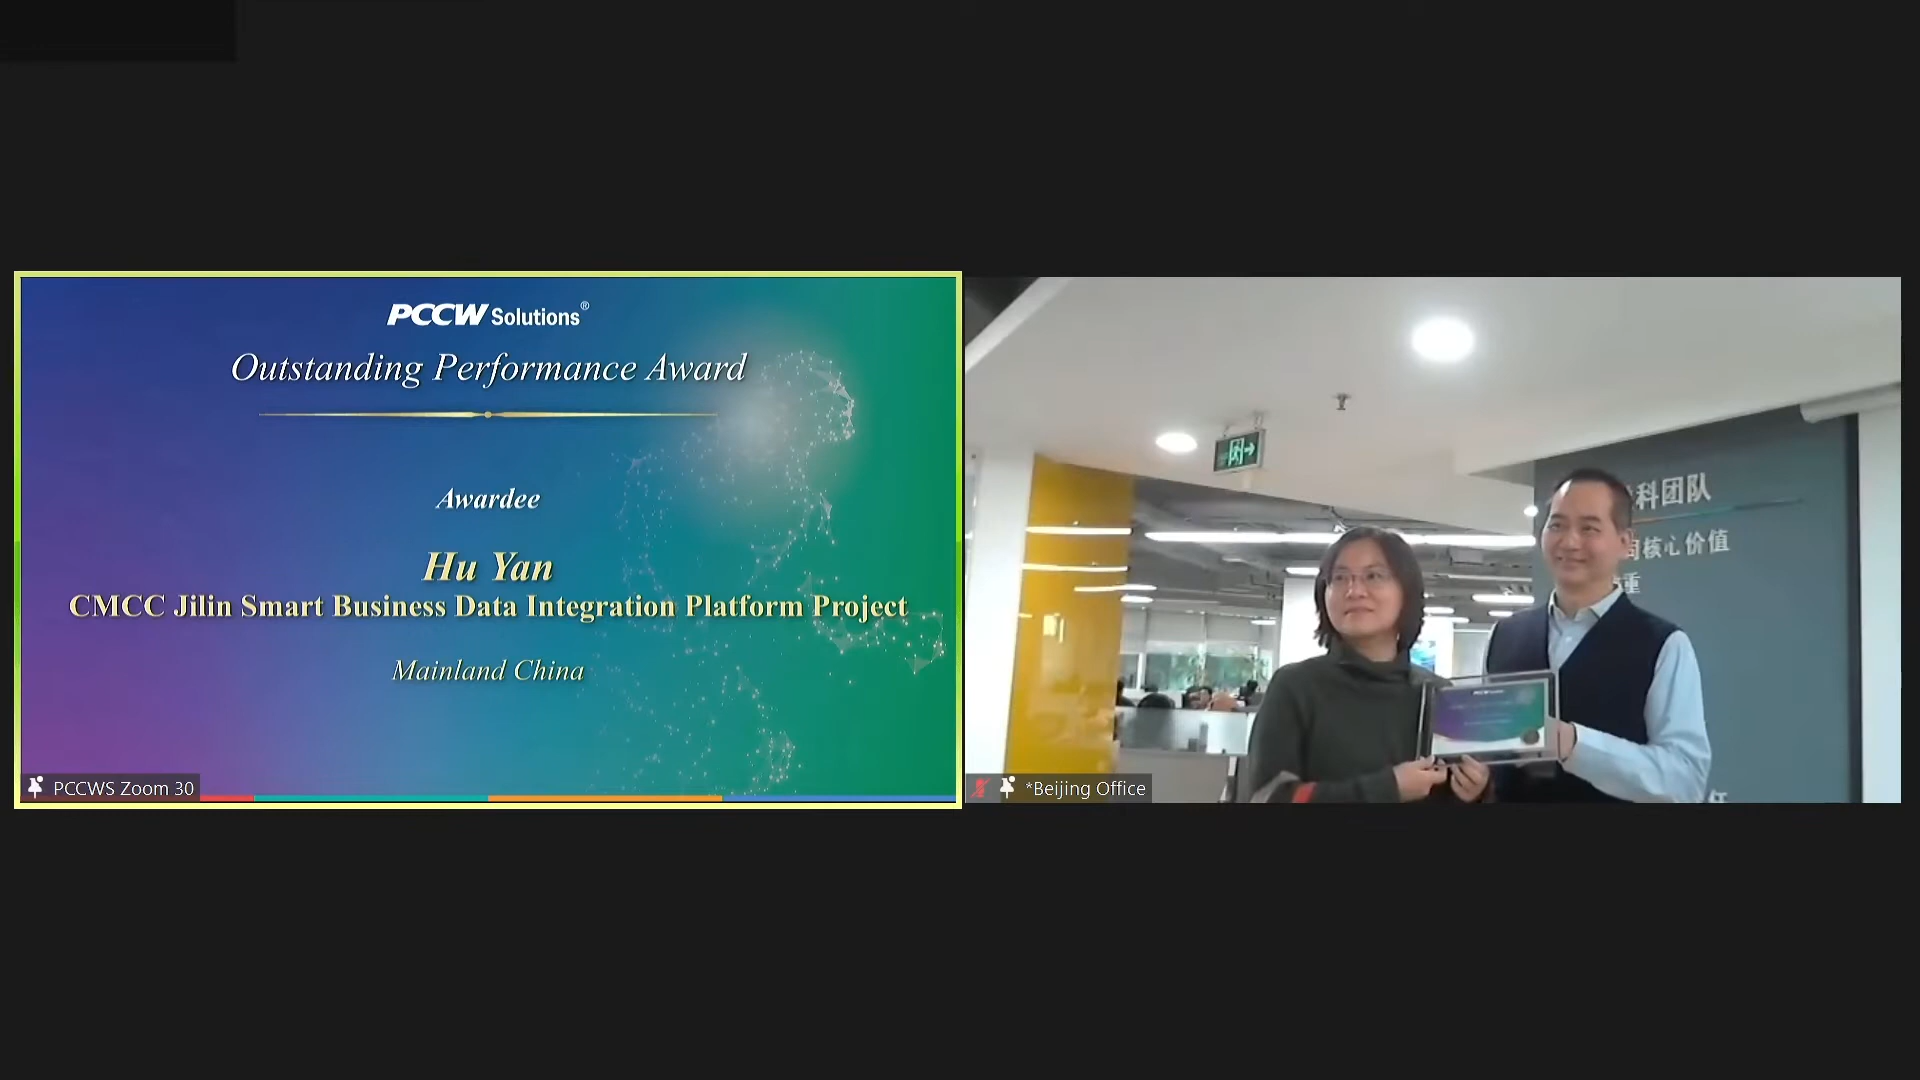 PCCW Solutions®
Outstanding Performance Award
Awardee
Hu Yan
CMCC Jilin Smart Business Data Integration Platform Project
Mainland China
PCCWS Zoom 30
科团队
核心价值
重
*Beijing Office